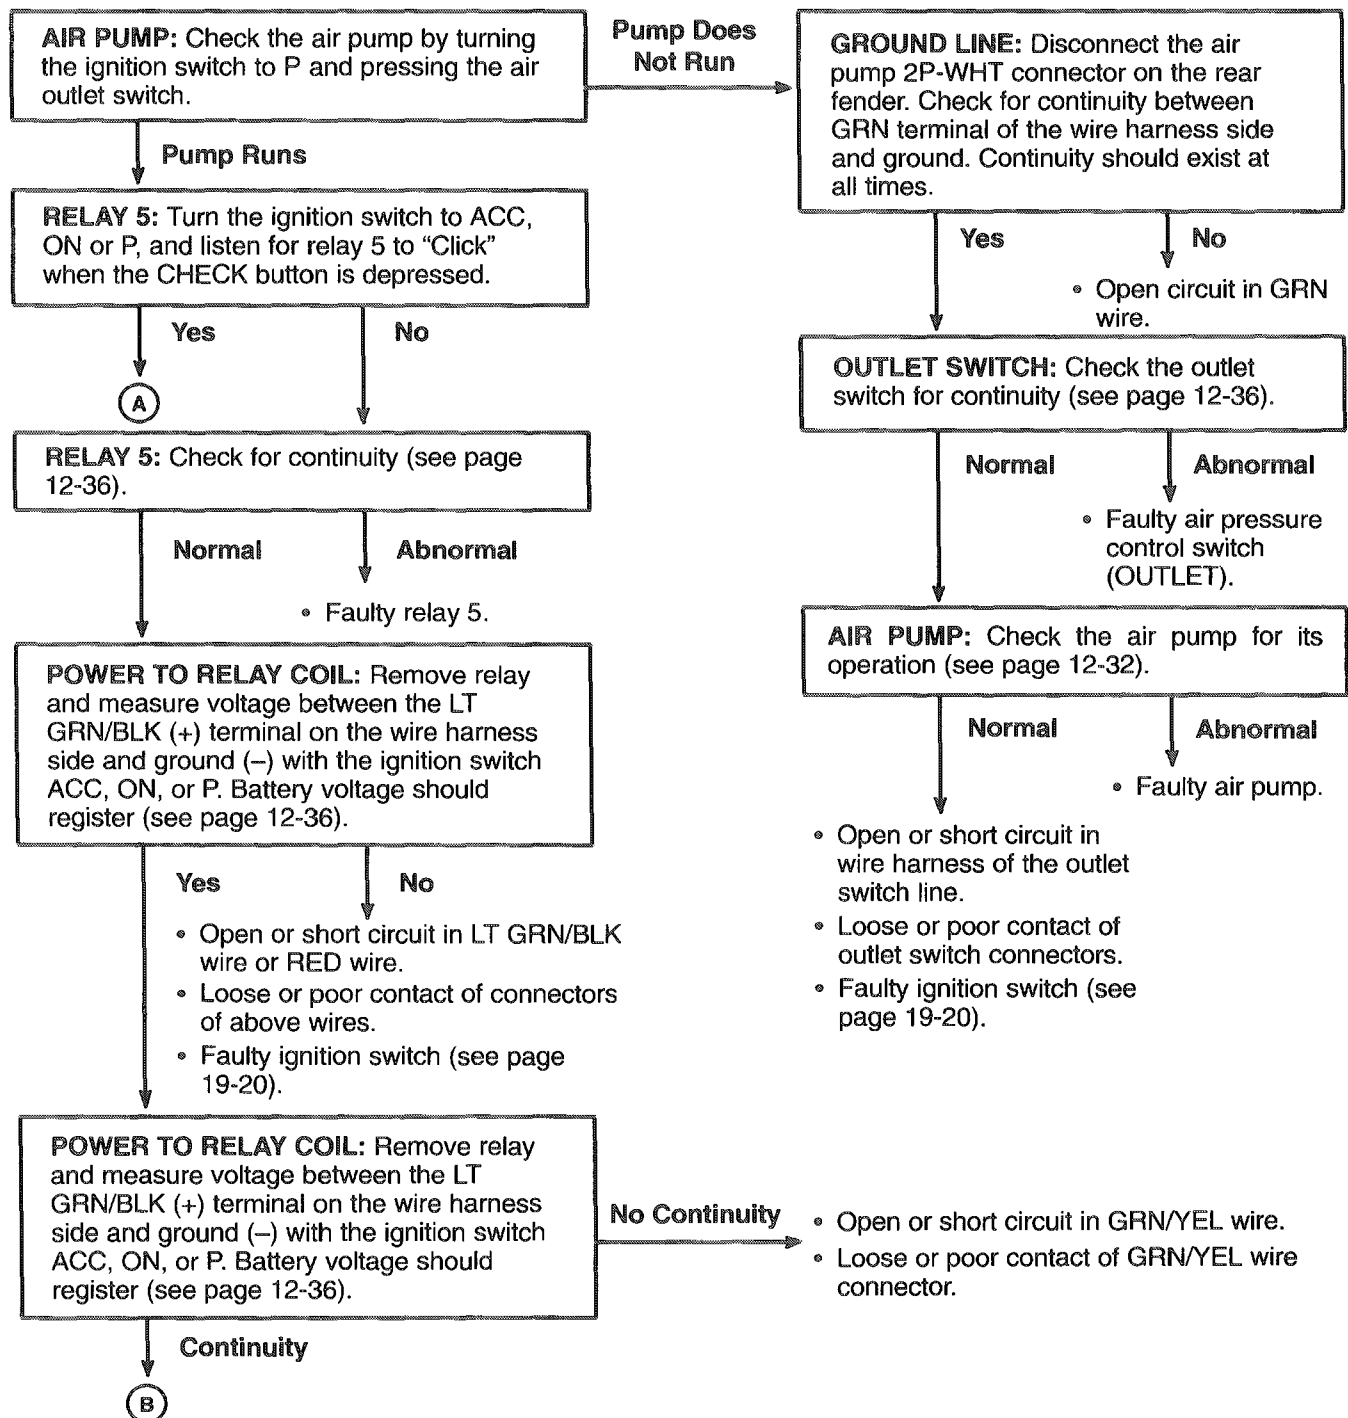 AIR PUMP: Check the air pump by turning
the ignition switch to P and pressing the air
outlet switch.
Pump Does
Not Run
GROUND LINE: Disconnect the air
pump 2P-WHT connector on the rear
fender. Check for continuity between
GRN terminal of the wire harness side
and ground. Continuity should exist at
all times.
Pump Runs
RELAY 5: Turn the ignition switch to ACC,
ON or P, and listen for relay 5 to “Click”
when the CHECK button is depressed.
Yes
No
A
RELAY 5: Check for continuity (see page
12-36).
Normal
Abnormal
• Faulty relay 5.
POWER TO RELAY COIL: Remove relay
and measure voltage between the LT
GRN/BLK (+) terminal on the wire harness
side and ground (–) with the ignition switch
ACC, ON, or P. Battery voltage should
register (see page 12-36).
Yes
No
• Open or short circuit in LT GRN/BLK
wire or RED wire.
• Loose or poor contact of connectors
of above wires.
• Faulty ignition switch (see page
19-20).
POWER TO RELAY COIL: Remove relay
and measure voltage between the LT
GRN/BLK (+) terminal on the wire harness
side and ground (–) with the ignition switch
ACC, ON, or P. Battery voltage should
register (see page 12-36).
No Continuity
• Open or short circuit in GRN/YEL wire.
• Loose or poor contact of GRN/YEL wire
connector.
Continuity
B
Yes
No
• Open circuit in GRN
wire.
OUTLET SWITCH: Check the outlet
switch for continuity (see page 12-36).
Normal
Abnormal
• Faulty air pressure
control switch
(OUTLET).
AIR PUMP: Check the air pump for its
operation (see page 12-32).
Normal
Abnormal
• Faulty air pump.
• Open or short circuit in
wire harness of the outlet
switch line.
• Loose or poor contact of
outlet switch connectors.
• Faulty ignition switch (see
page 19-20).